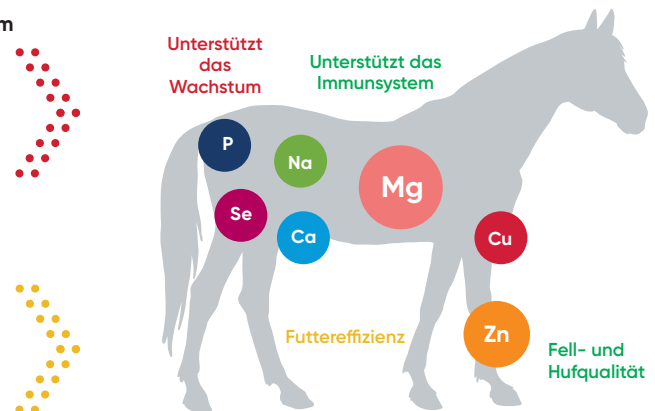 m
Unterstützt
das
Wachstum
Unterstützt das
Immunsystem
P
Na
Mg
Se
Ca
Cu
Futtereffizienz
Zn
Fell- und
Hufqualität